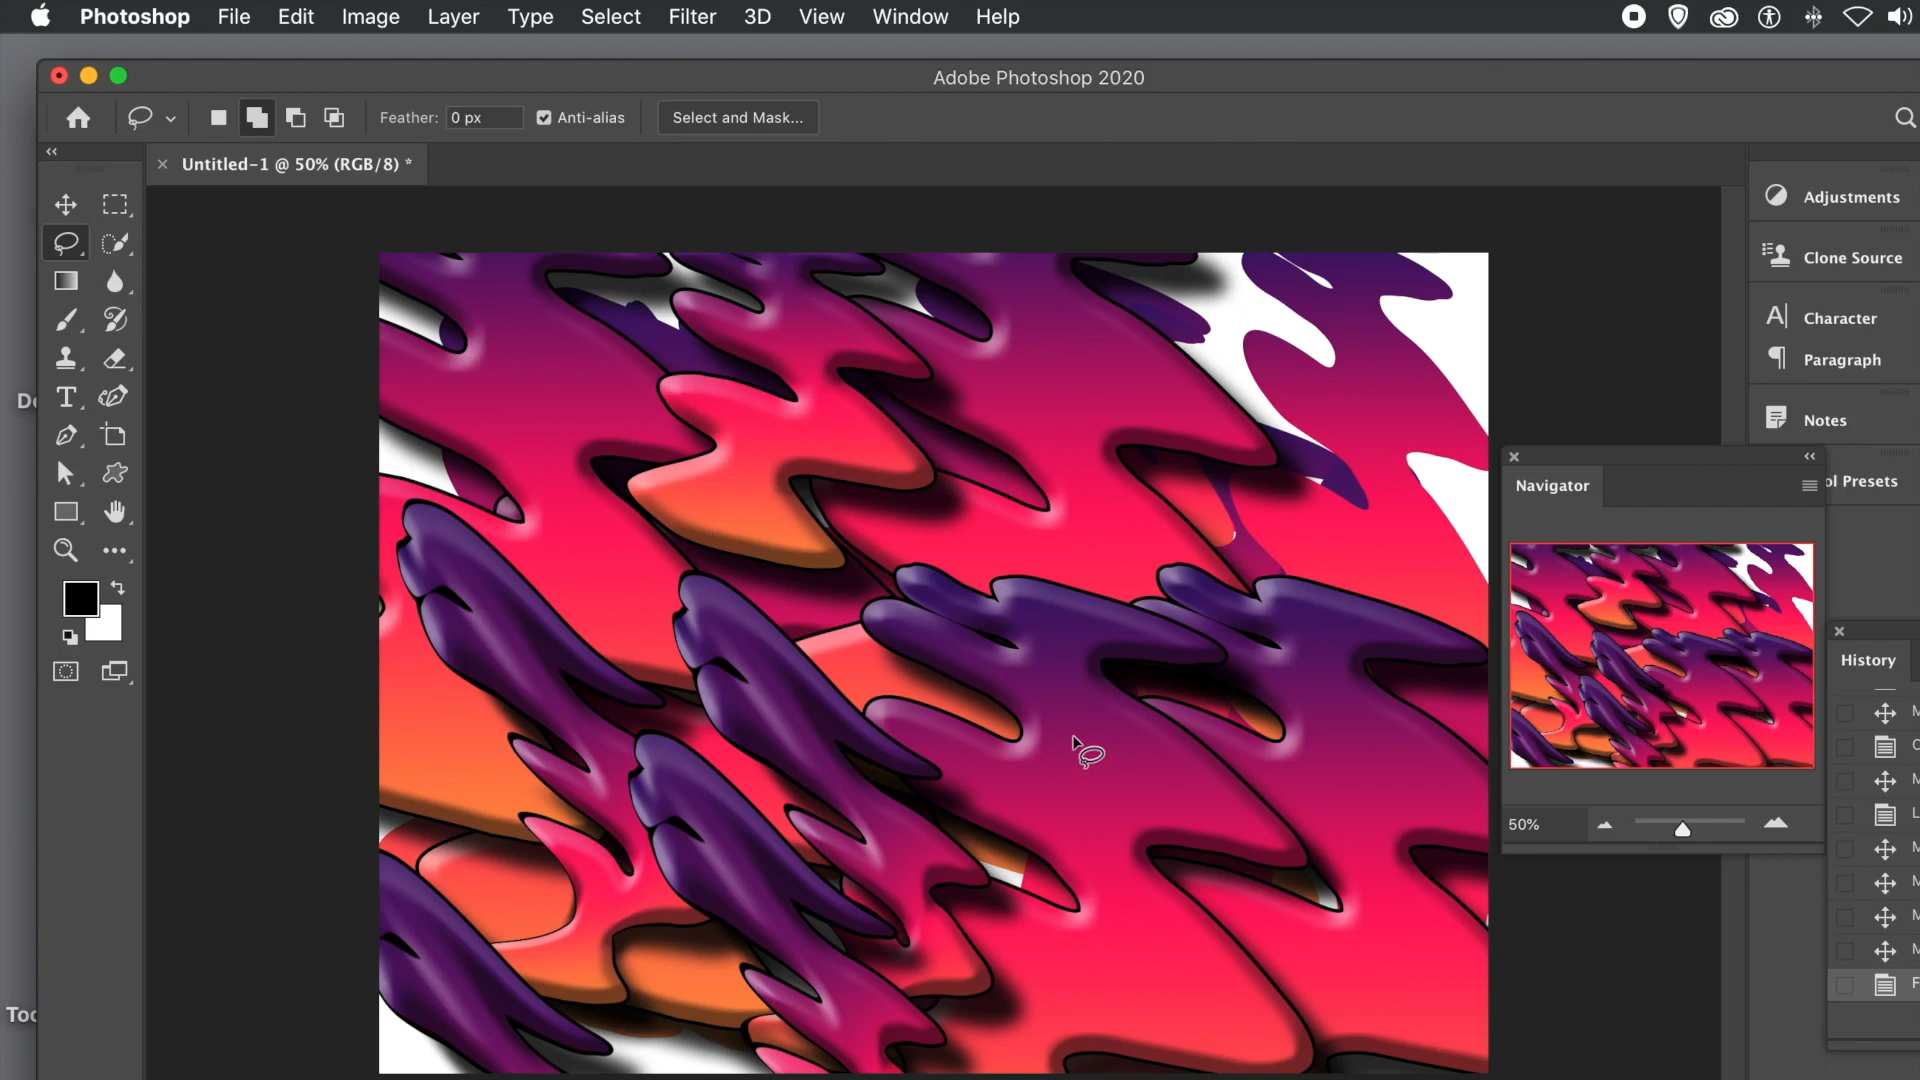 Photoshop File Edit Image Layer Type Select Filter 3D View Window Help
Adobe Photoshop 2020
Feather: 0 px Anti-alias Select and Mask...
Untitled-1 @ 50% (RGB/8) *
Adjustments
Clone Source
Character
Paragraph
Notes
ol Presets
Navigator
50%
History
M
M
L
M
M
M
M
F
De
Too